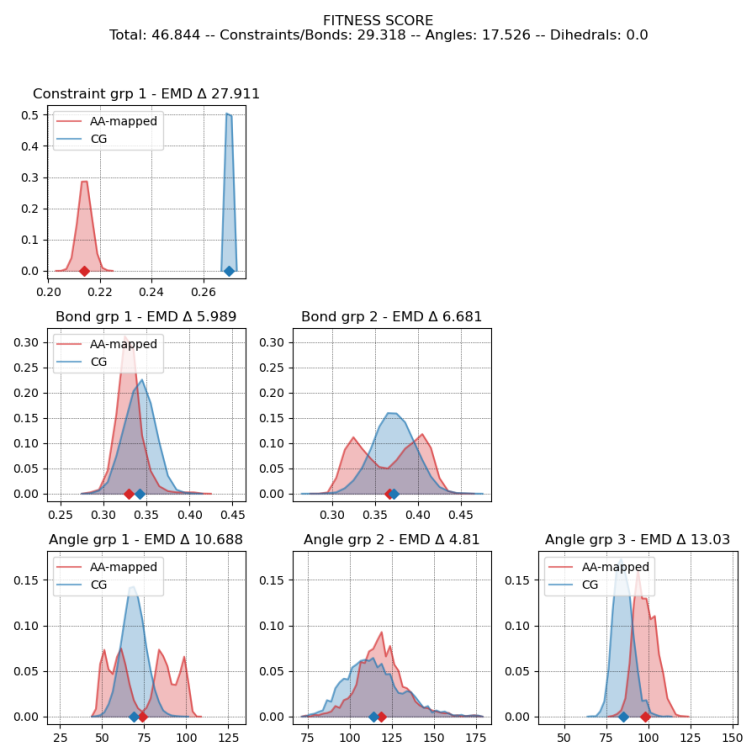 FITNESS SCORE
Total: 46.844 -- Constraints/Bonds: 29.318 -- Angles: 17.526 -- Dihedrals: 0.0
Constraint grp 1 - EMD Δ 27.911
0.5
0.4
0.3
0.2
0.1
0.0
AA-mapped
CG
0.20 0.22 0.24 0.26
Bond grp 1 - EMD Δ 5.989
0.30
0.25
0.20
0.15
0.10
0.05
0.00
AA-mapped
CG
0.25 0.30 0.35 0.40 0.45
Bond grp 2 - EMD Δ 6.681
0.30
0.25
0.20
0.15
0.10
0.05
0.00
0.30 0.35 0.40 0.45
Angle grp 1 - EMD Δ 10.688
0.15
0.10
0.05
0.00
AA-mapped
CG
25 50 75 100 125
Angle grp 2 - EMD Δ 4.81
0.15
0.10
0.05
0.00
75 100 125 150 175
Angle grp 3 - EMD Δ 13.03
0.15
0.10
0.05
0.00
AA-mapped
CG
50 75 100 125 150